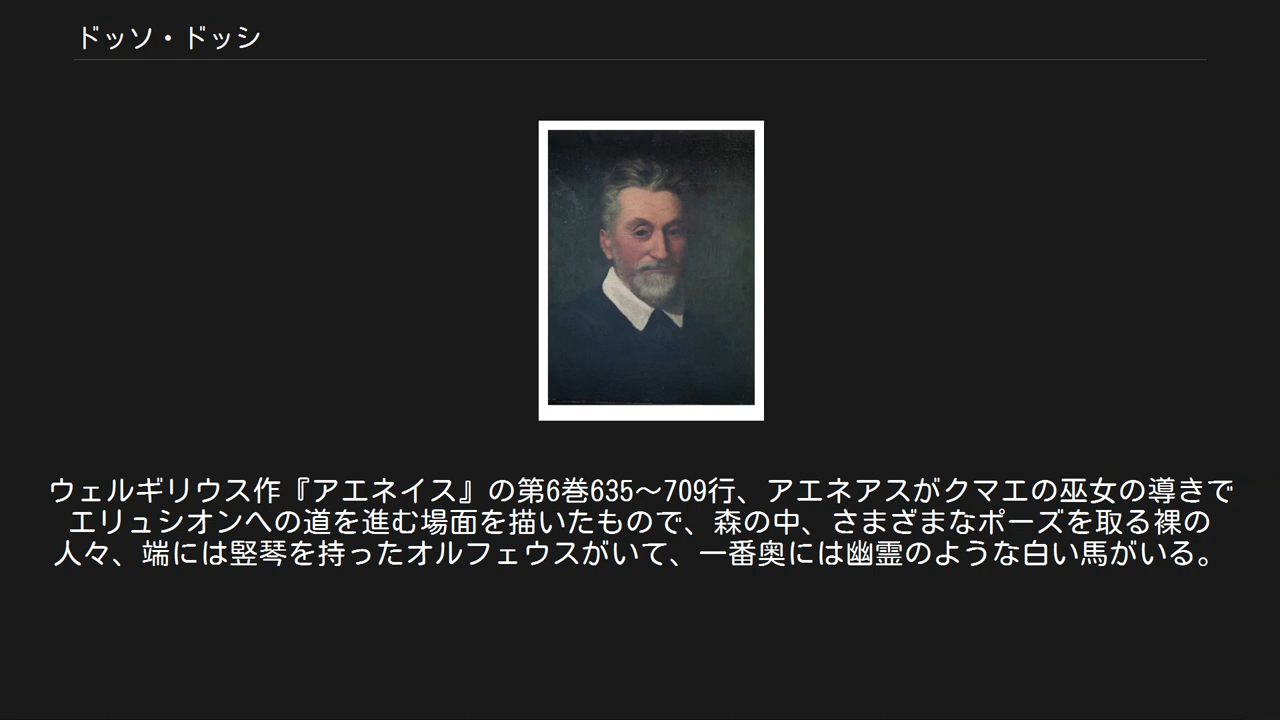 ドッソ・ドッシ
ウェルギリウス作『アエネイス』の第6巻635〜709行、アエネアスがクマエの巫女の導きで
エリュシオンへの道を進む場面を描いたもので、森の中、さまざまなポーズを取る裸の
人々、端には竪琴を持ったオルフェウスがいて、一番奥には幽霊のような白い馬がいる。